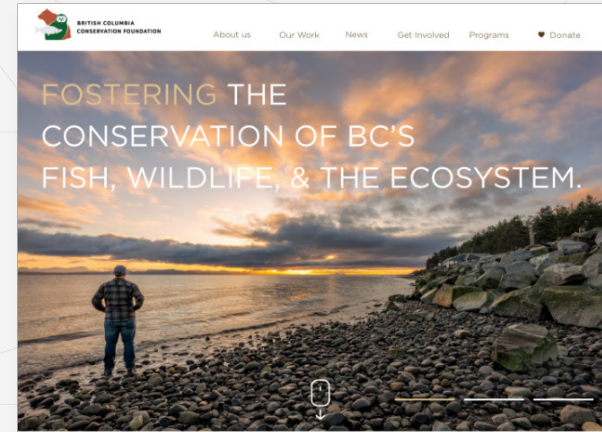 BRITISH COLUMBIA
CONSERVATION FOUNDATION
About us Our Work News Get Involved Programs Donate
FOSTERING THE
CONSERVATION OF BC'S
FISH, WILDLIFE, & THE ECOSYSTEM.